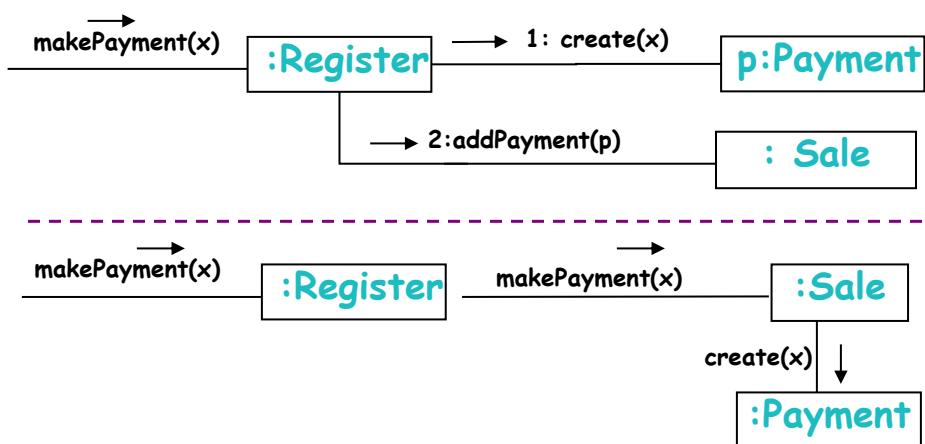 makePayment(x)
:Register
1: create(x)
p:Payment
2:addPayment(p)
: Sale
makePayment(x)
:Register
makePayment(x)
:Sale
create(x)
:Payment